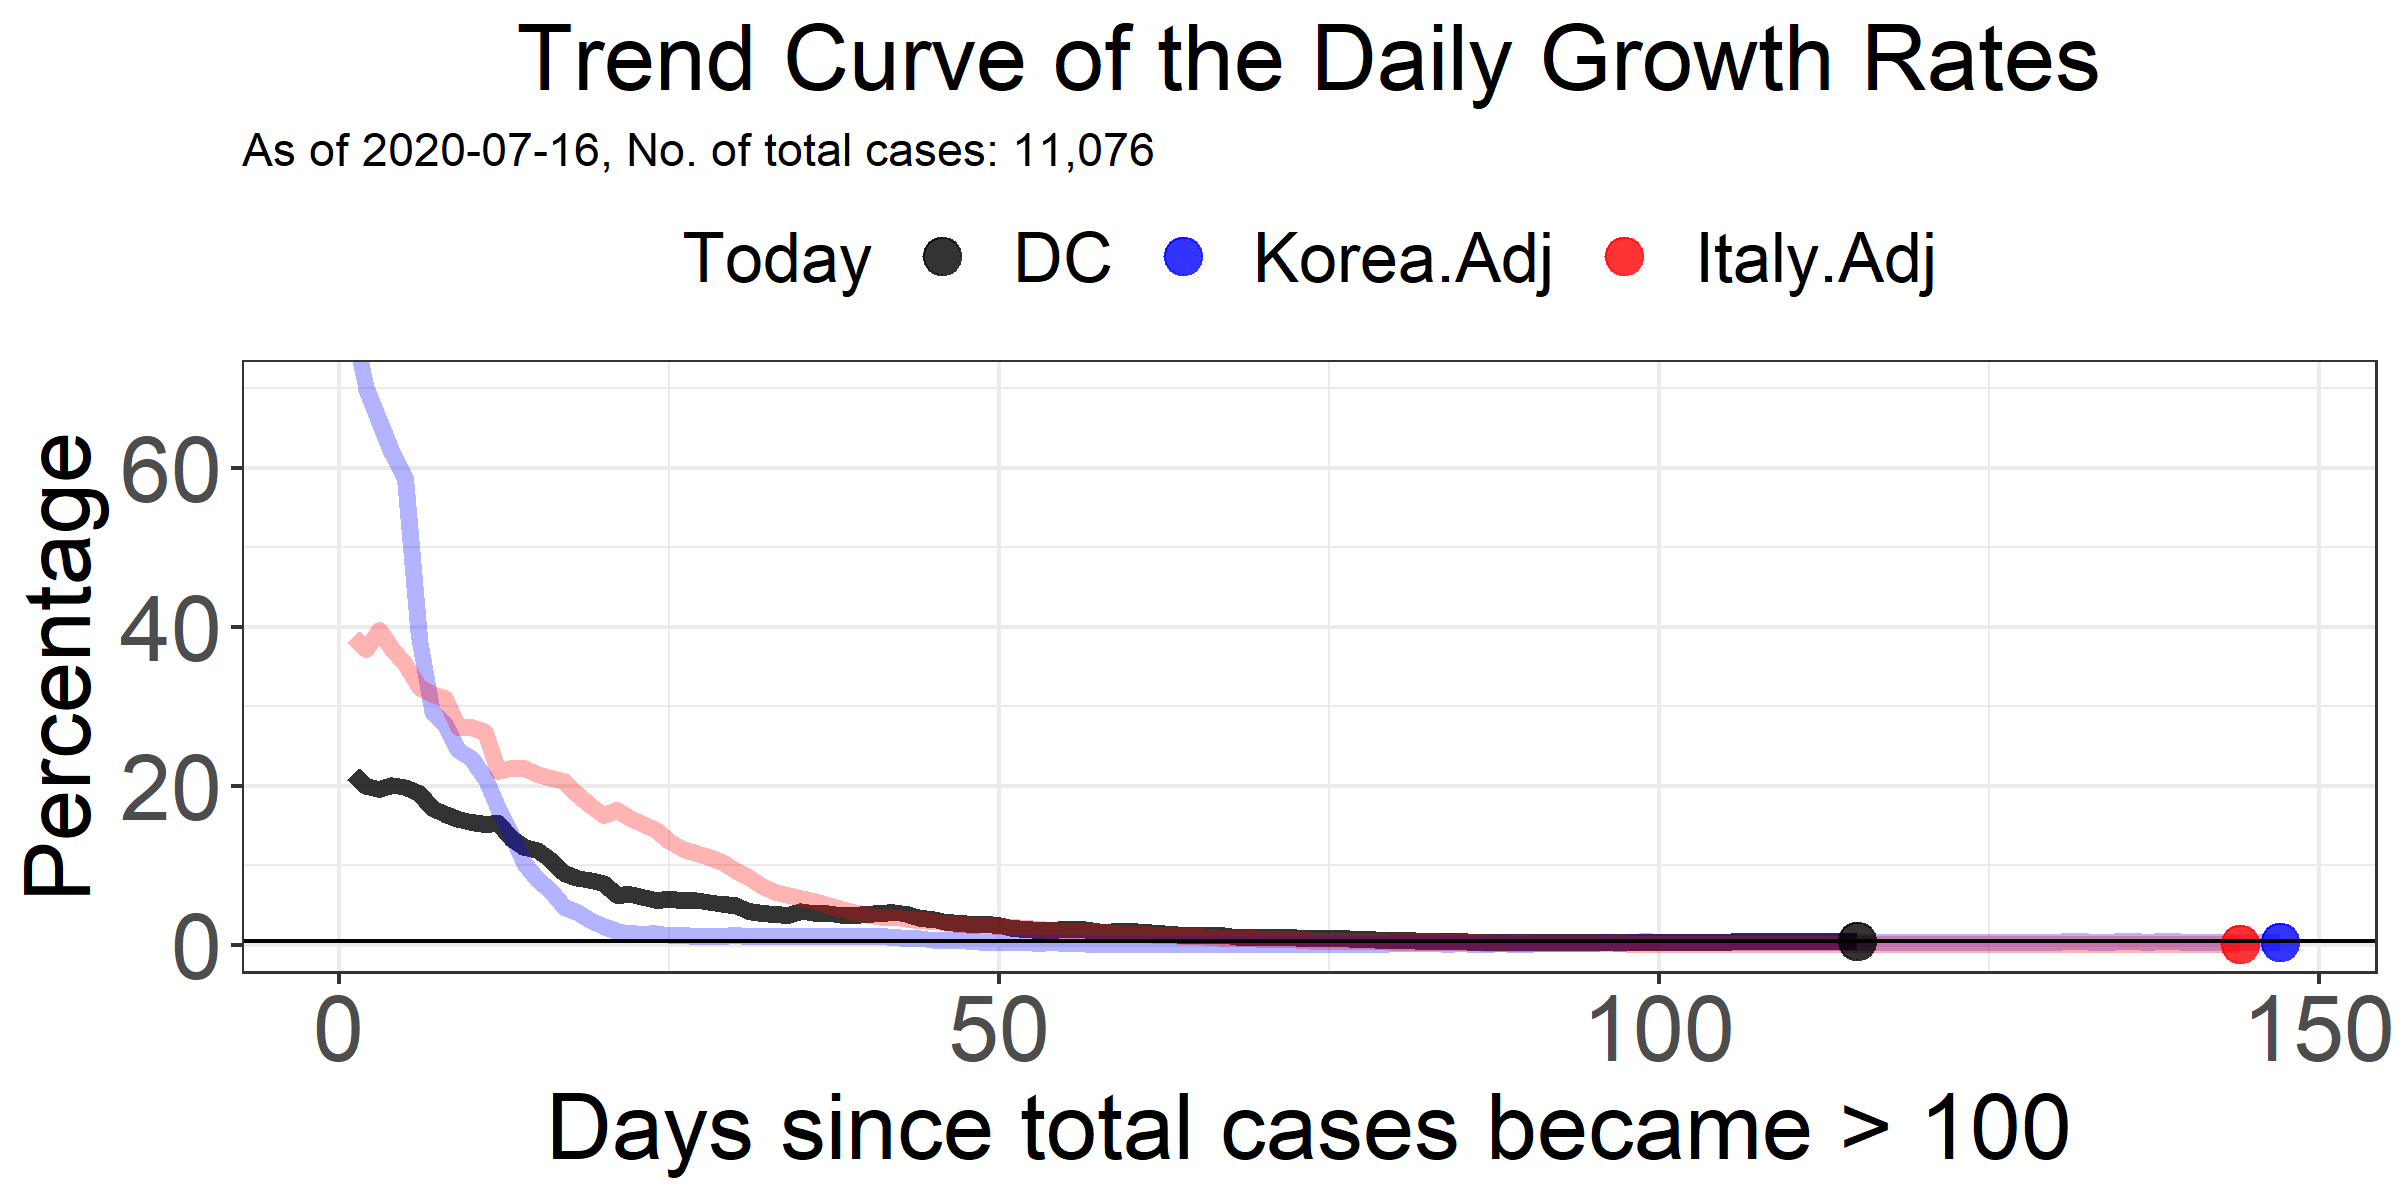 Trend Curve of the Daily Growth Rates
As of 2020-07-16, No. of total cases: 11,076
Today DC Korea.Adj Italy.Adj
Percentage
60
40
20
0
0 50 100 150
Days since total cases became > 100